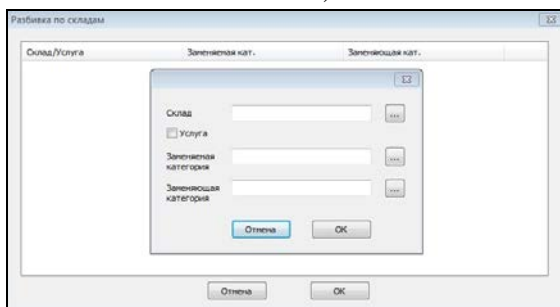 Разбивка по складам
Склад/Услуга Заменяемая кат. Заменяющая кат.
Склад ...
Услуга
Заменяемая
категория ...
Заменяющая
категория ...
Отмена OK
Отмена OK